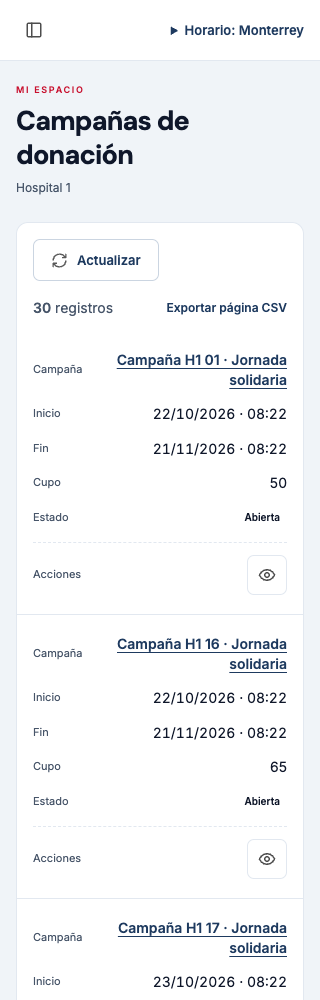 Horario: Monterrey
MI ESPACIO
Campañas de
donación
Hospital 1
Actualizar
30 registros
Exportar página CSV
Campaña
Campaña H1 01 · Jornada
solidaria
Inicio
22/10/2026 · 08:22
Fin
21/11/2026 · 08:22
Cupo
50
Estado
Abierta
Acciones
Campaña
Campaña H1 16 · Jornada
solidaria
Inicio
22/10/2026 · 08:22
Fin
21/11/2026 · 08:22
Cupo
65
Estado
Abierta
Acciones
Campaña
Campaña H1 17 · Jornada
solidaria
Inicio
23/10/2026 · 08:22